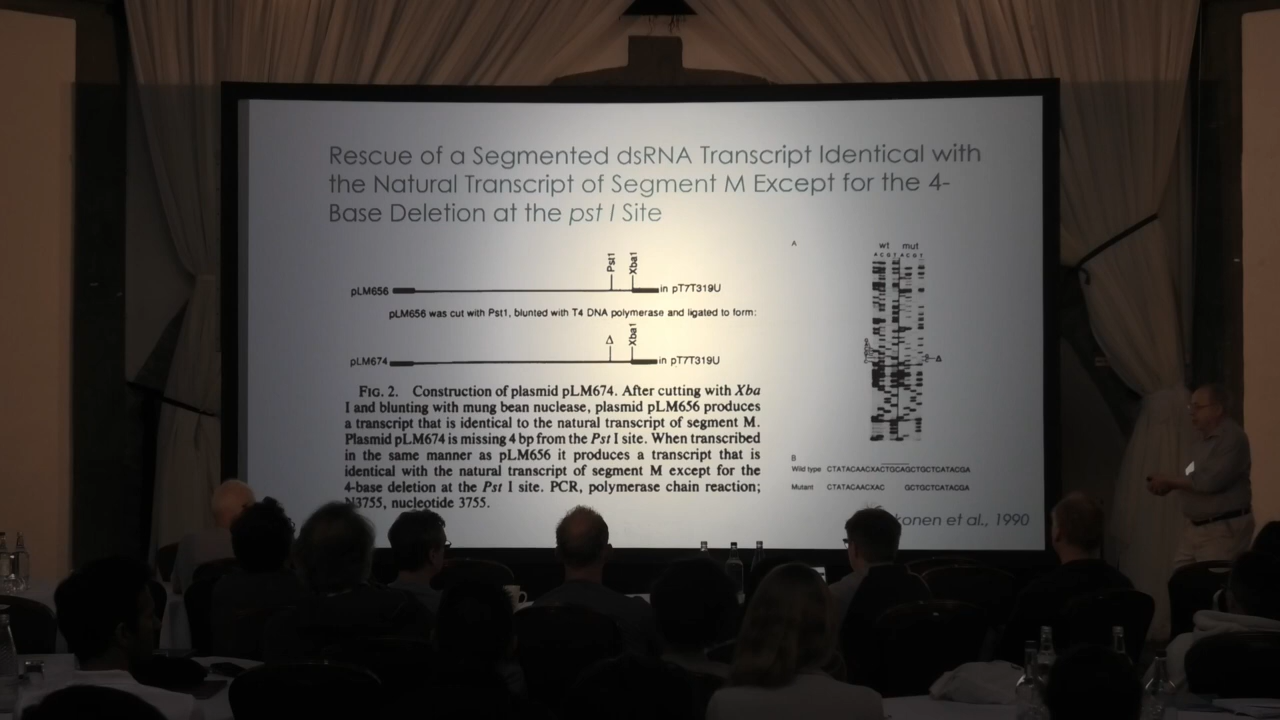 Rescue of a Segmented dsRNA Transcript Identical with
the Natural Transcript of Segment M Except for the 4-
Base Deletion at the pst I Site
Pst1
Xba1
pLM656
in pT7T319U
pLM656 was cut with Pst1, blunted with T4 DNA polymerase and ligated to form:
Δ
Xba1
pLM674
in pT7T319U
FIG. 2. Construction of plasmid pLM674. After cutting with Xba
I and blunting with mung bean nuclease, plasmid pLM656 produces
a transcript that is identical to the natural transcript of segment M.
Plasmid pLM674 is missing 4 bp from the Pst I site. When transcribed
in the same manner as pLM656 it produces a transcript that is
identical with the natural transcript of segment M except for the
4-base deletion at the Pst I site. PCR, polymerase chain reaction;
N3755, nucleotide 3755.
A
wt mut
A C G T A C G T
Δ
B
Wild type CTATACAACXACTGCAGCTGCTCATACGA
Mutant CTATACAACXAC GCTGCTCATACGA
konen et al., 1990